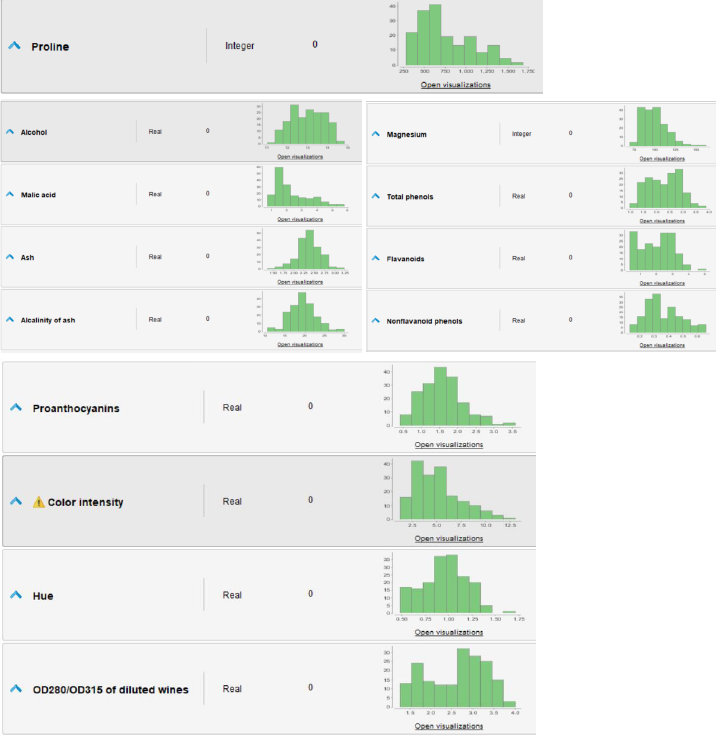 Proline Integer 0
40
30
20
10
0
250 500 750 1,000 1,250 1,500 1,750
Open visualizations
Alcohol Real 0
Open visualizations
Malic acid Real 0
Open visualizations
Ash Real 0
Open visualizations
Alcalinity of ash Real 0
Open visualizations
Magnesium Integer 0
Open visualizations
Total phenols Real 0
Open visualizations
Flavanoids Real 0
Open visualizations
Nonflavanoid phenols Real 0
Open visualizations
Proanthocyanins Real 0
40
30
20
10
0
0.5 1.0 1.5 2.0 2.5 3.0 3.5
Open visualizations
Color intensity Real 0
40
30
20
10
0
2.5 5.0 7.5 10.0 12.5
Open visualizations
Hue Real 0
35
30
25
20
15
10
5
0
0.50 0.75 1.00 1.25 1.50 1.75
Open visualizations
OD280/OD315 of diluted wines Real 0
30
25
20
15
10
5
0
1.5 2.0 2.5 3.0 3.5 4.0
Open visualizations